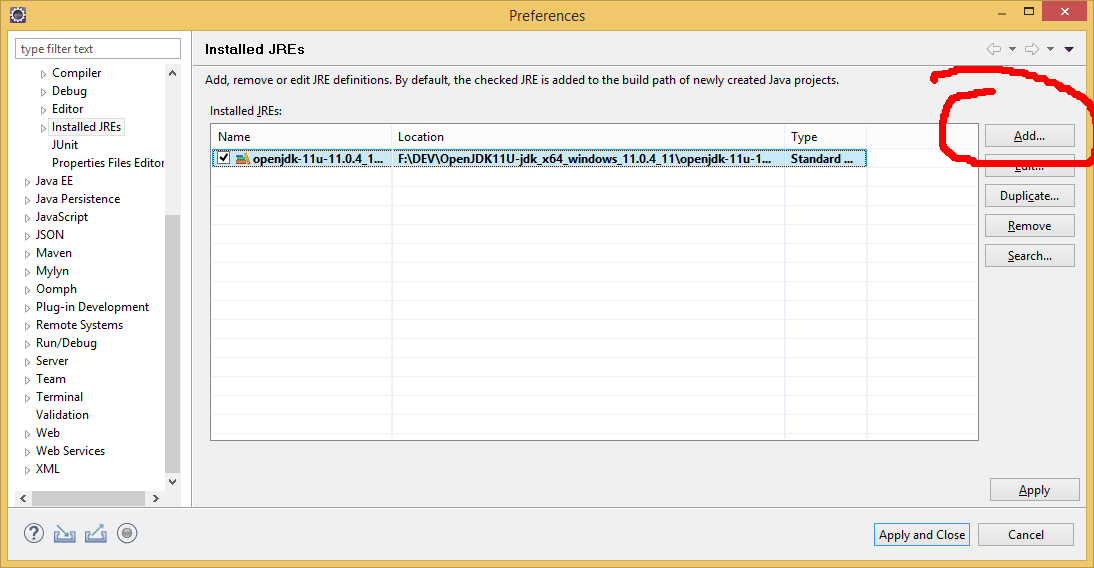 Preferences
type filter text
Installed JREs
Compiler
Debug
Editor
Installed JREs
JUnit
Properties Files Editor
Java EE
Java Persistence
JavaScript
JSON
Maven
Mylyn
Oomph
Plug-in Development
Remote Systems
Run/Debug
Server
Team
Terminal
Validation
Web
Web Services
XML
Add, remove or edit JRE definitions. By default, the checked JRE is added to the build path of newly created Java projects.
Installed JREs:
Name Location Type
openjdk-11u-11.0.4_1... F:\DEV\OpenJDK11U-jdk_x64_windows_11.0.4_11\openjdk-11u-1... Standard ...
Add...
Edit...
Duplicate...
Remove
Search...
Apply
Apply and Close
Cancel